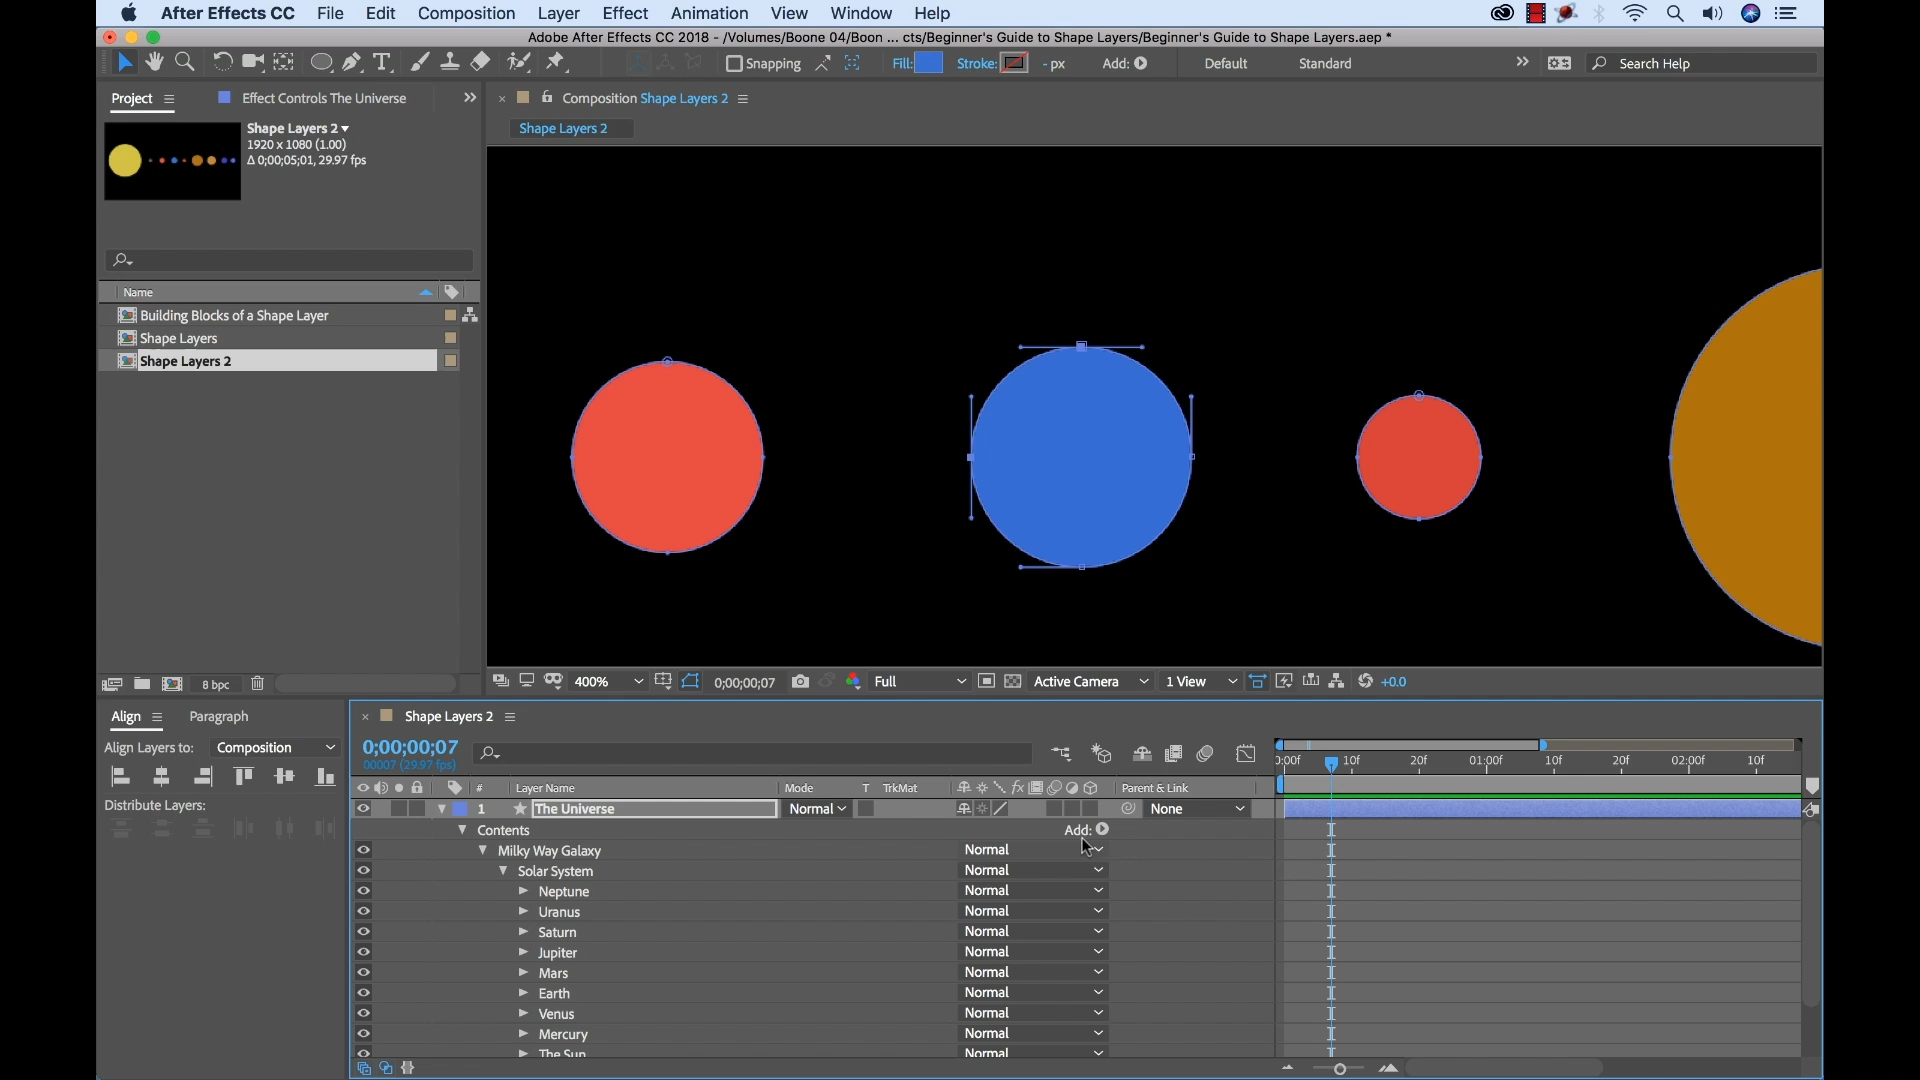 After Effects CC File Edit Composition Layer Effect Animation View Window Help
Adobe After Effects CC 2018 - /Volumes/Boone 04/Boon ... cts/Beginner's Guide to Shape Layers/Beginner's Guide to Shape Layers.aep *
Snapping Fill: Stroke: - px Add: Default Standard Search Help
Project Effect Controls The Universe Composition Shape Layers 2
Shape Layers 2
Shape Layers 2
1920 x 1080 (1.00)
Δ 0;00;05;01, 29.97 fps
Name
Building Blocks of a Shape Layer
Shape Layers
Shape Layers 2
8 bpc 400% 0;00;00;07 Full Active Camera 1 View +0.0
Align Paragraph Shape Layers 2
Align Layers to: Composition
Distribute Layers:
0;00;00;07
00007 (29.97 fps)
0:00f 10f 20f 01:00f 10f 20f 02:00f 10f
# Layer Name Mode T TrkMat fx Parent & Link
1 The Universe Normal None
Contents Add:
Milky Way Galaxy Normal
Solar System Normal
Neptune Normal
Uranus Normal
Saturn Normal
Jupiter Normal
Mars Normal
Earth Normal
Venus Normal
Mercury Normal
The Sun Normal